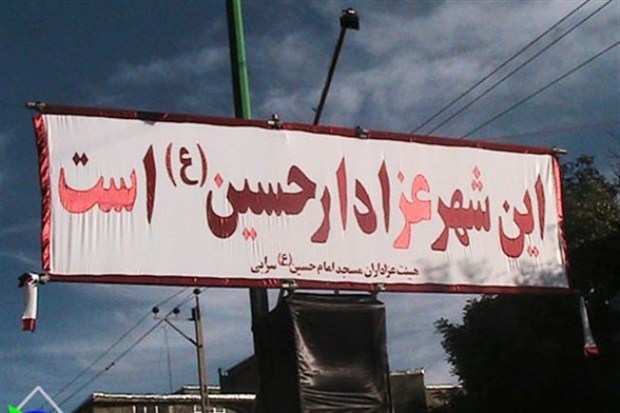 این شهر عزادار حسین (ع) است
هیئت عزاداران مسجد امام حسین (ع) سرابی